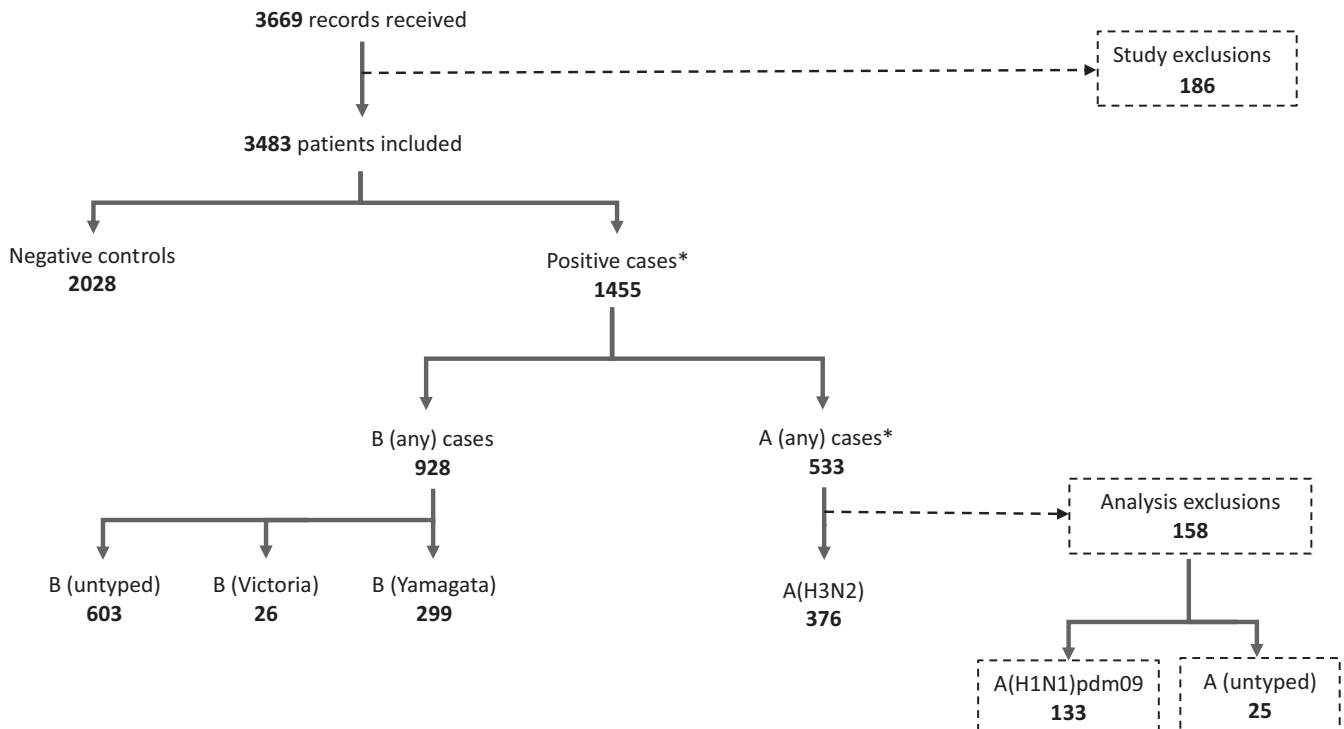 3669 records received
Study exclusions
186
3483 patients included
Negative controls
2028
Positive cases*
1455
B (any) cases
928
A (any) cases*
533
Analysis exclusions
158
B (untyped)
603
B (Victoria)
26
B (Yamagata)
299
A(H3N2)
376
A(H1N1)pdm09
133
A (untyped)
25